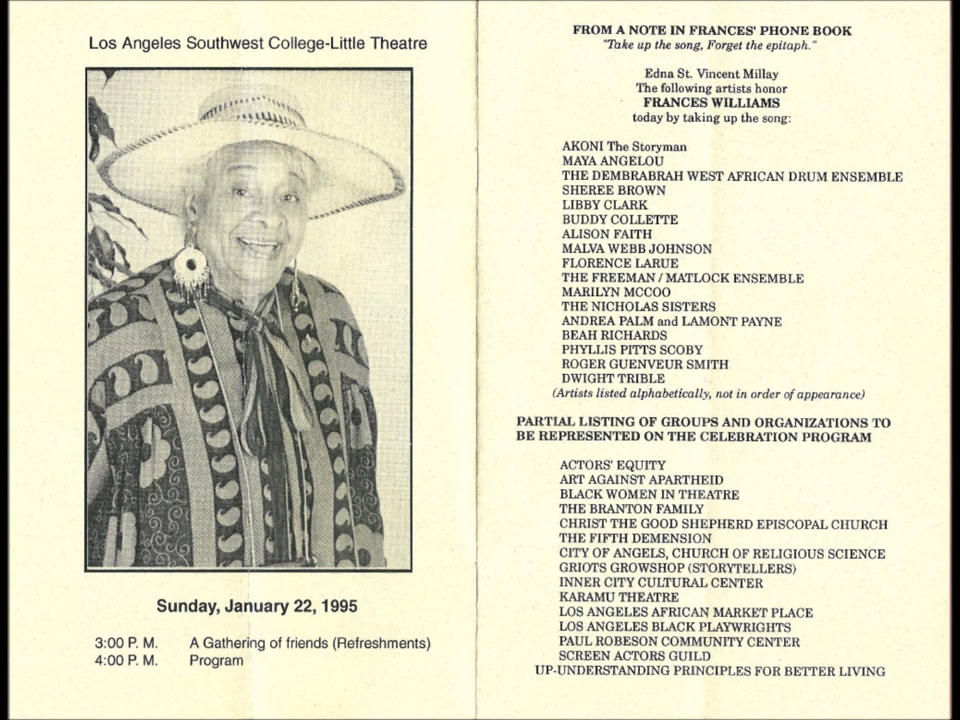 Los Angeles Southwest College-Little Theatre
Sunday, January 22, 1995
3:00 P. M. A Gathering of friends (Refreshments)
4:00 P. M. Program
FROM A NOTE IN FRANCES' PHONE BOOK
"Take up the song, Forget the epitaph."
Edna St. Vincent Millay
The following artists honor
FRANCES WILLIAMS
today by taking up the song:
AKONI The Storyman
MAYA ANGELOU
THE DEMBRABRAH WEST AFRICAN DRUM ENSEMBLE
SHEREE BROWN
LIBBY CLARK
BUDDY COLLETTE
ALISON FAITH
MALVA WEBB JOHNSON
FLORENCE LARUE
THE FREEMAN / MATLOCK ENSEMBLE
MARILYN MCCOO
THE NICHOLAS SISTERS
ANDREA PALM and LAMONT PAYNE
BEAH RICHARDS
PHYLLIS PITTS SCOBY
ROGER GUENVEUR SMITH
DWIGHT TRIBLE
(Artists listed alphabetically, not in order of appearance)
PARTIAL LISTING OF GROUPS AND ORGANIZATIONS TO
BE REPRESENTED ON THE CELEBRATION PROGRAM
ACTORS' EQUITY
ART AGAINST APARTHEID
BLACK WOMEN IN THEATRE
THE BRANTON FAMILY
CHRIST THE GOOD SHEPHERD EPISCOPAL CHURCH
THE FIFTH DEMENSION
CITY OF ANGELS, CHURCH OF RELIGIOUS SCIENCE
GRIOTS GROWSHOP (STORYTELLERS)
INNER CITY CULTURAL CENTER
KARAMU THEATRE
LOS ANGELES AFRICAN MARKET PLACE
LOS ANGELES BLACK PLAYWRIGHTS
PAUL ROBESON COMMUNITY CENTER
SCREEN ACTORS GUILD
UP-UNDERSTANDING PRINCIPLES FOR BETTER LIVING